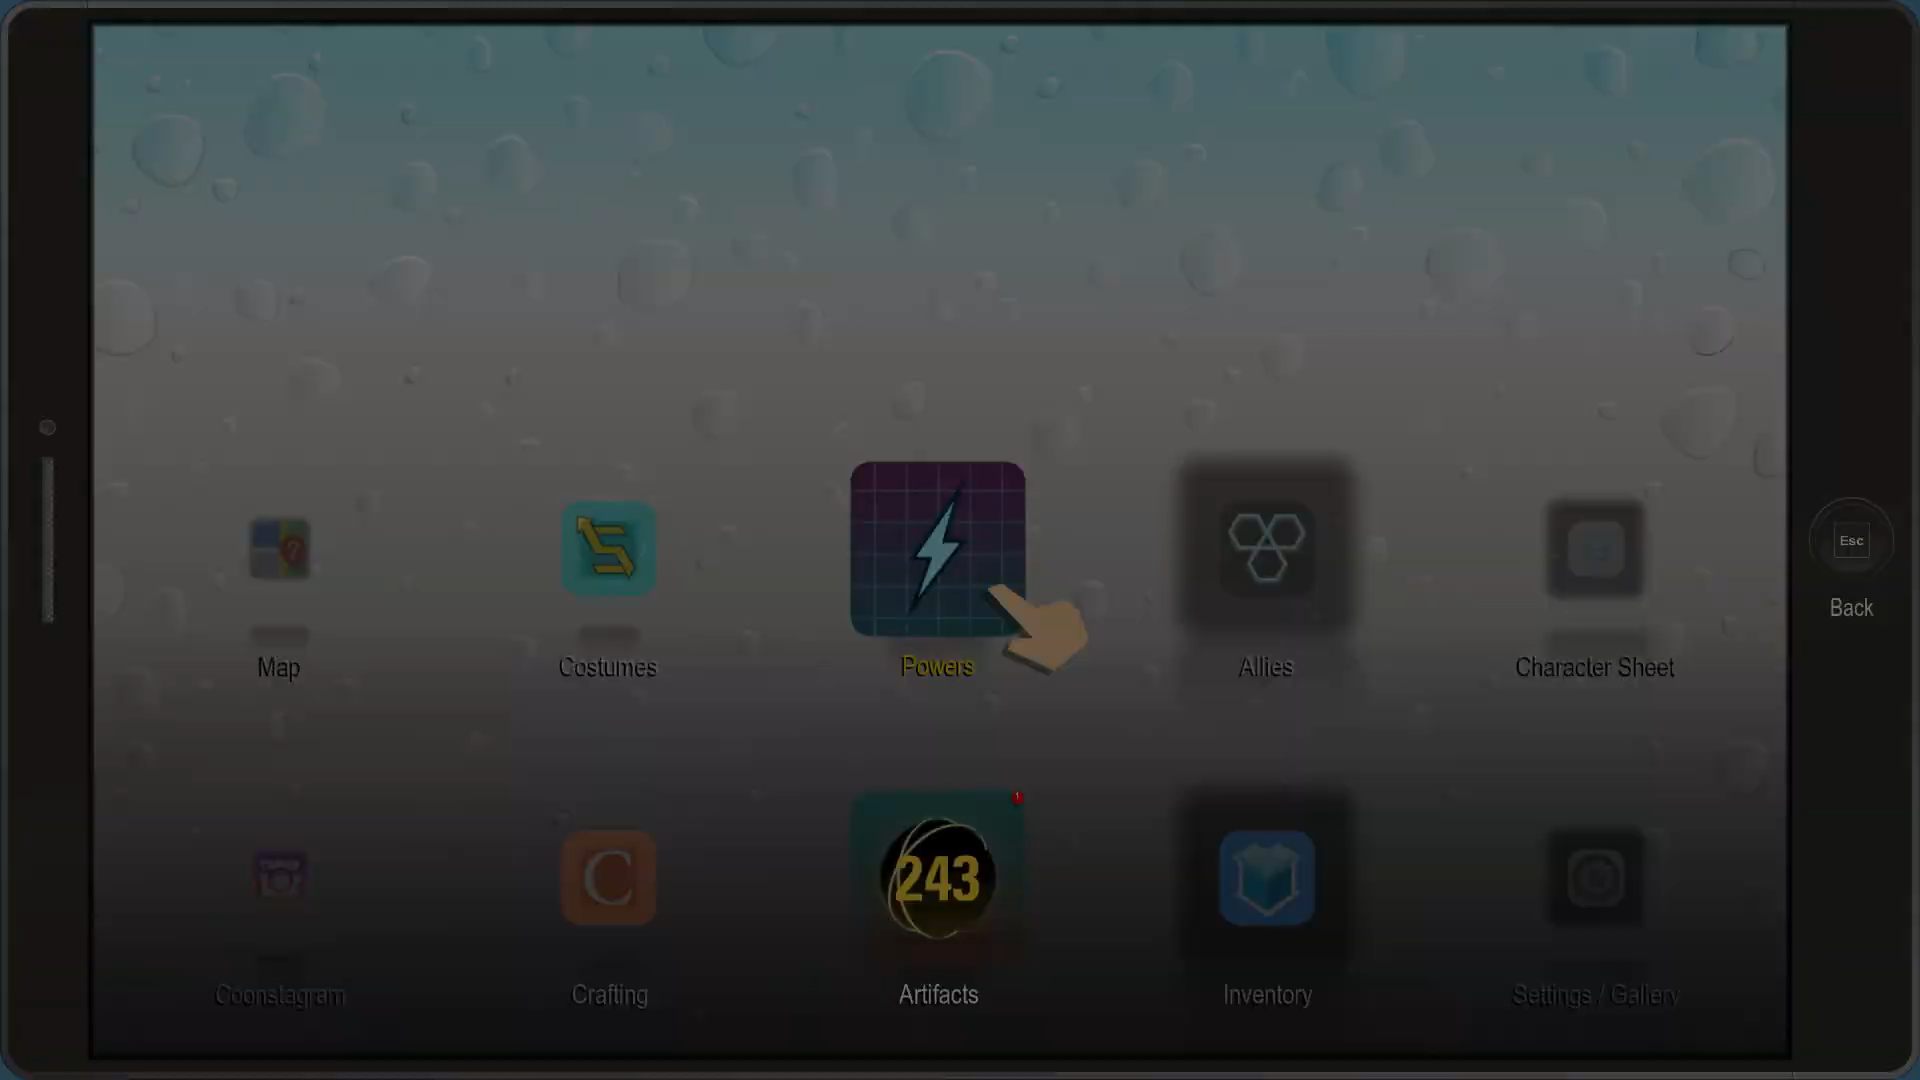 Esc
Back
Map
Costumes
Powers
Allies
Character Sheet
243
Coonstagram
Crafting
Artifacts
Inventory
Settings / Gallery